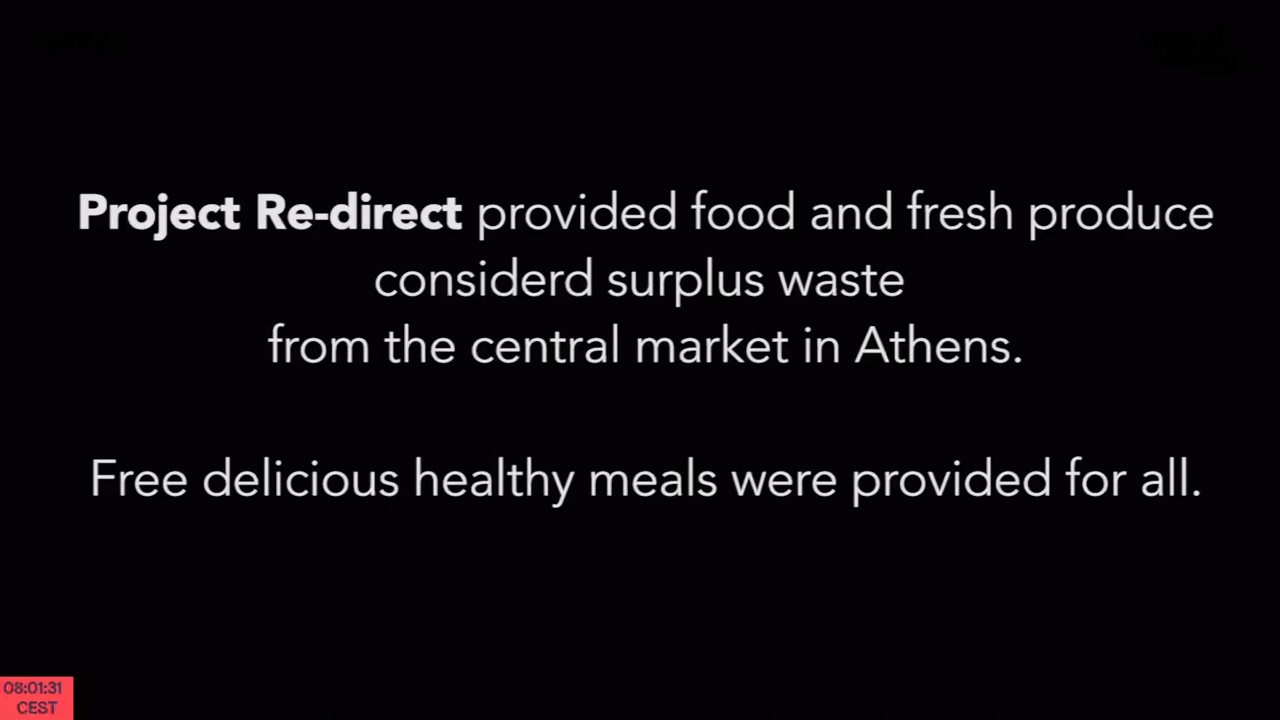 Project Re-direct provided food and fresh produce
considerd surplus waste
from the central market in Athens.
Free delicious healthy meals were provided for all.
08:01:31
CEST